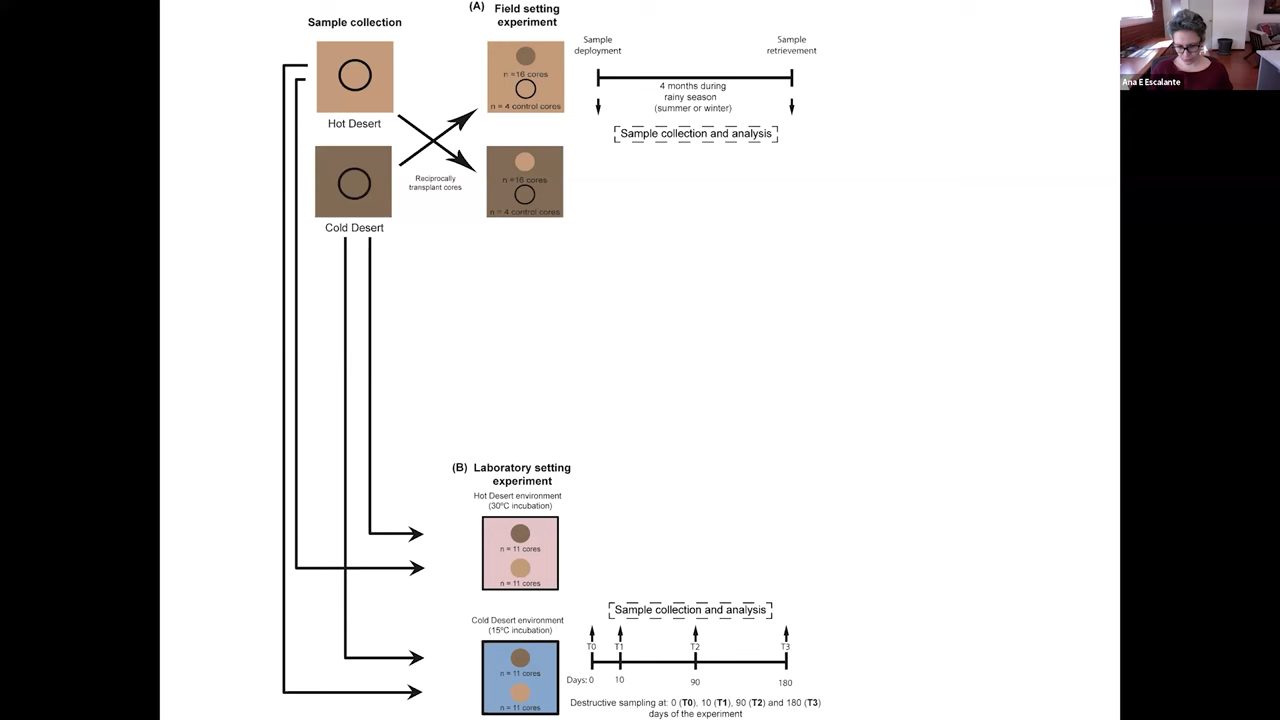 Sample collection
Hot Desert
Cold Desert
Reciprocally
transplant cores
(A) Field setting
experiment
n =16 cores
n = 4 control cores
n =16 cores
n = 4 control cores
Sample
deployment
Sample
retrievement
4 months during
rainy season
(summer or winter)
Sample collection and analysis
Ana E Escalante
(B) Laboratory setting
experiment
Hot Desert environment
(30ºC incubation)
n = 11 cores
n = 11 cores
Cold Desert environment
(15ºC incubation)
n = 11 cores
n = 11 cores
Sample collection and analysis
T0 T1 T2 T3
Days: 0 10 90 180
Destructive sampling at: 0 (T0), 10 (T1), 90 (T2) and 180 (T3)
days of the experiment